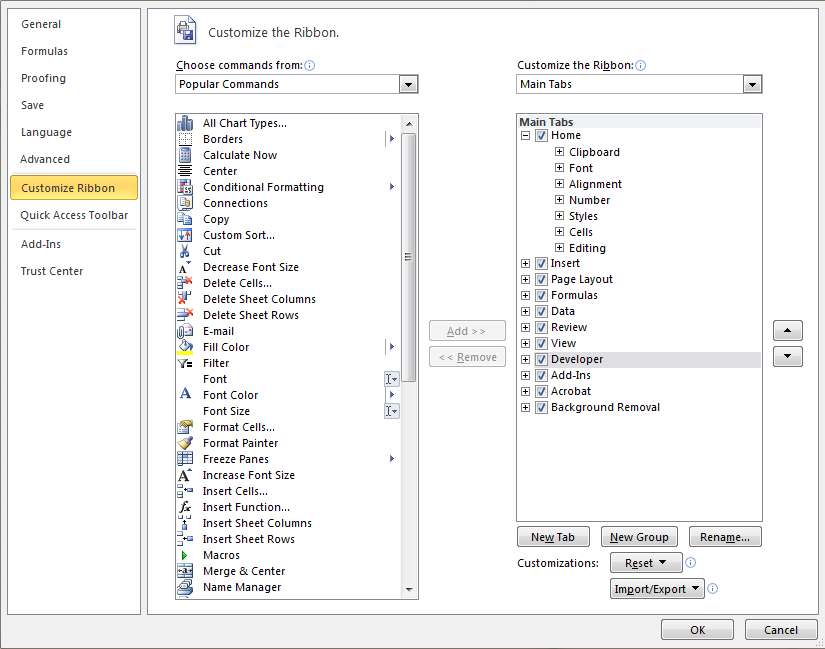 General
Formulas
Proofing
Save
Language
Advanced
Customize Ribbon
Quick Access Toolbar
Add-Ins
Trust Center
Customize the Ribbon.
Choose commands from:
Popular Commands
All Chart Types...
Borders
Calculate Now
Center
Conditional Formatting
Connections
Copy
Custom Sort...
Cut
Decrease Font Size
Delete Cells...
Delete Sheet Columns
Delete Sheet Rows
E-mail
Fill Color
Filter
Font
Font Color
Font Size
Format Cells...
Format Painter
Freeze Panes
Increase Font Size
Insert Cells...
Insert Function...
Insert Sheet Columns
Insert Sheet Rows
Macros
Merge & Center
Name Manager
Add >>
<< Remove
Customize the Ribbon:
Main Tabs
Main Tabs
Home
Clipboard
Font
Alignment
Number
Styles
Cells
Editing
Insert
Page Layout
Formulas
Data
Review
View
Developer
Add-Ins
Acrobat
Background Removal
New Tab
New Group
Rename...
Customizations:
Reset
Import/Export
OK
Cancel